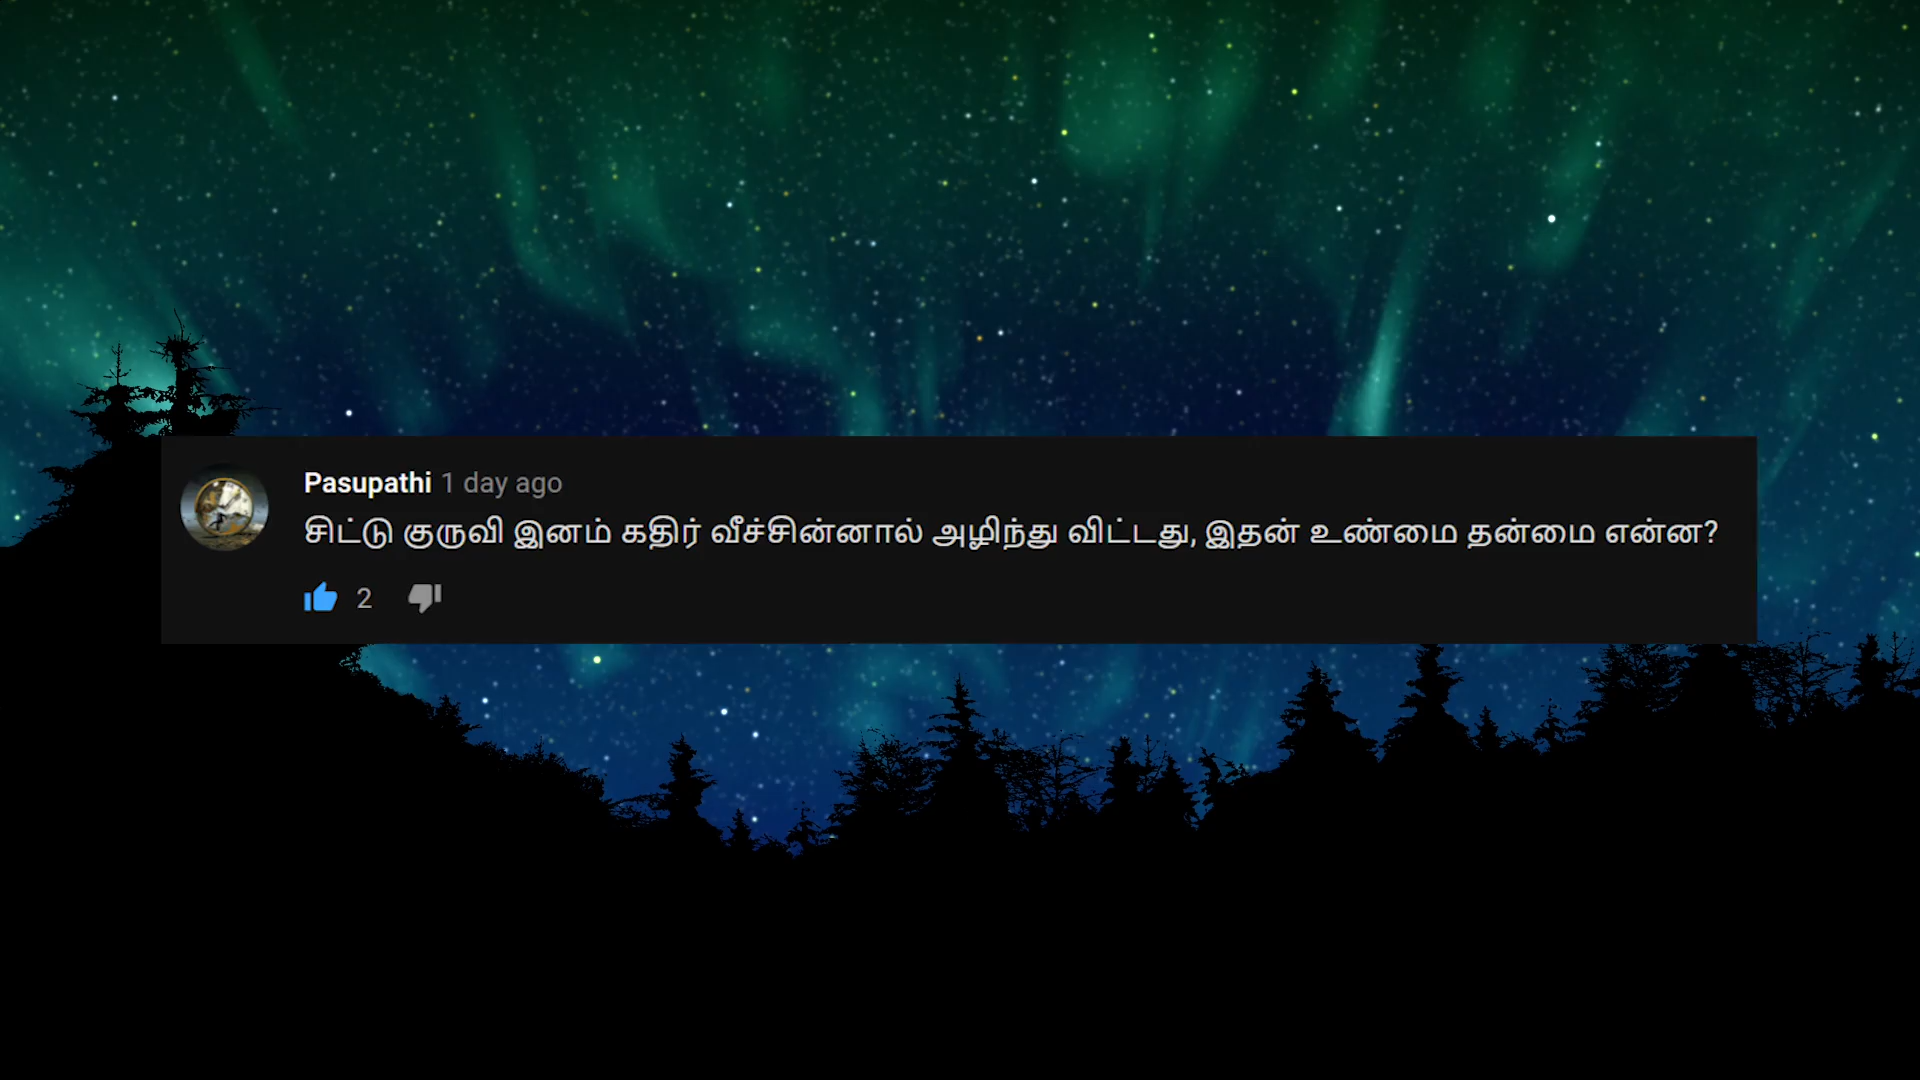 Pasupathi 1 day ago
சிட்டு குருவி இனம் கதிர் வீச்சின்னால் அழிந்து விட்டது, இதன் உண்மை தன்மை என்ன?
2